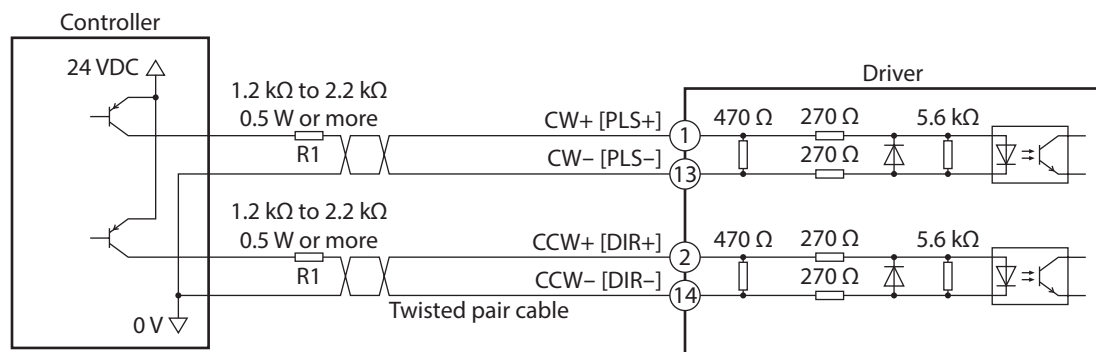 Controller
24 VDC
Driver
1.2 kΩ to 2.2 kΩ
0.5 W or more
R1
CW+ [PLS+]
CW– [PLS–]
1
13
470 Ω
270 Ω
270 Ω
5.6 kΩ
1.2 kΩ to 2.2 kΩ
0.5 W or more
R1
CCW+ [DIR+]
CCW– [DIR–]
2
14
470 Ω
270 Ω
270 Ω
5.6 kΩ
Twisted pair cable
0 V